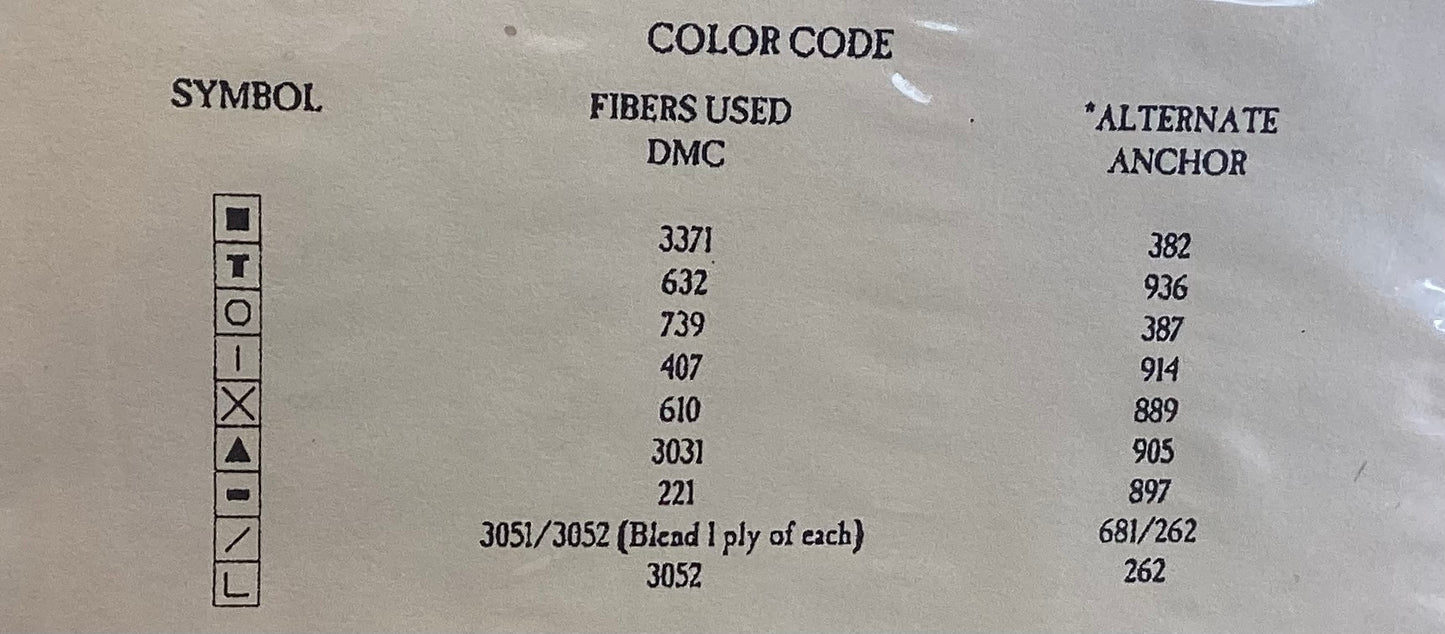 COLOR CODE
SYMBOL FIBERS USED *ALTERNATE
DMC ANCHOR
■ 3371 382
T 632 936
O 739 387
| 407 914
X 610 889
▲ 3031 905
▬ 221 897
/ 3051/3052 (Blend 1 ply of each) 681/262
L 3052 262